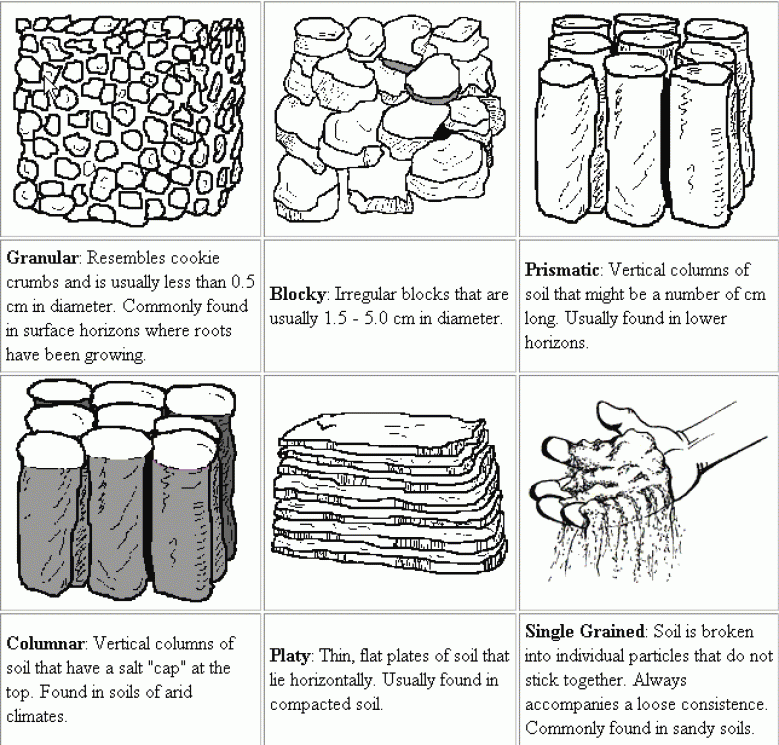 Granular: Resembles cookie
crumbs and is usually less than 0.5
cm in diameter. Commonly found
in surface horizons where roots
have been growing.
Blocky: Irregular blocks that are
usually 1.5 - 5.0 cm in diameter.
Prismatic: Vertical columns of
soil that might be a number of cm
long. Usually found in lower
horizons.
Columnar: Vertical columns of
soil that have a salt "cap" at the
top. Found in soils of arid
climates.
Platy: Thin, flat plates of soil that
lie horizontally. Usually found in
compacted soil.
Single Grained: Soil is broken
into individual particles that do not
stick together. Always
accompanies a loose consistence.
Commonly found in sandy soils.